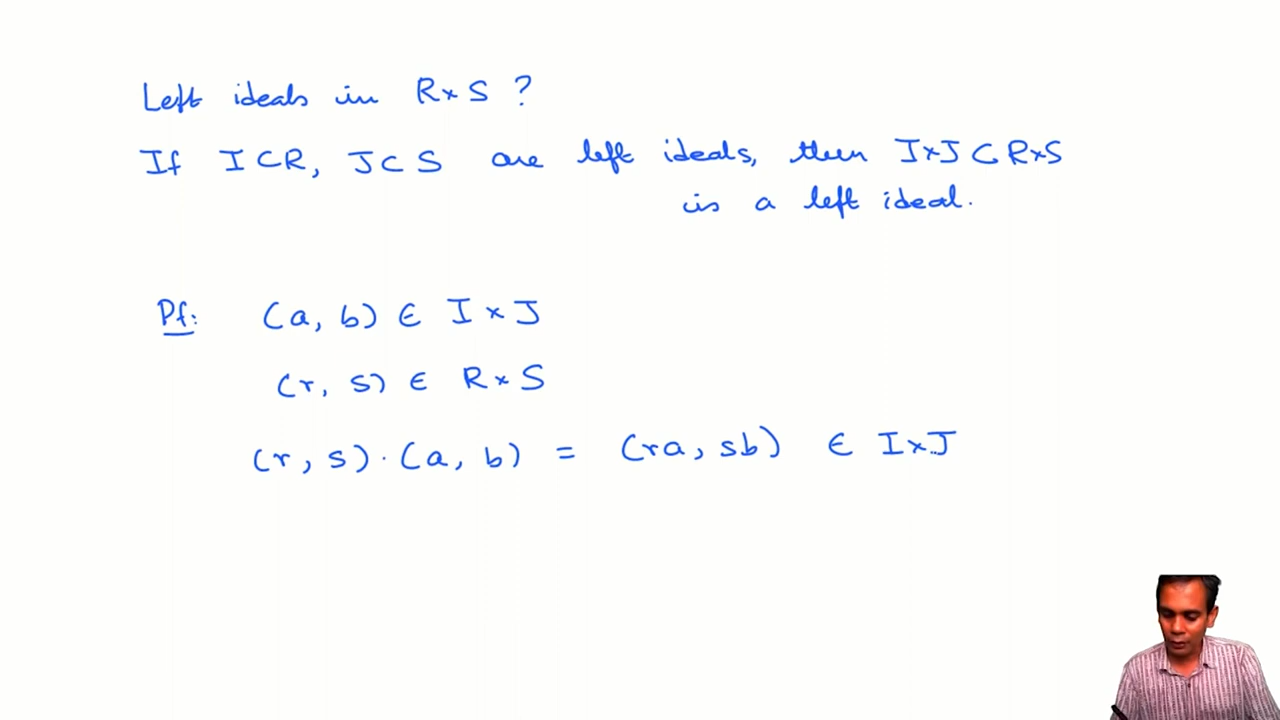 Left ideals in R×S ?
If I⊂R, J⊂S are left ideals, then I×J ⊂ R×S
is a left ideal.
Pf: (a, b) ∈ I × J
(r, s) ∈ R × S
(r, s)·(a, b) = (ra, sb) ∈ I×J